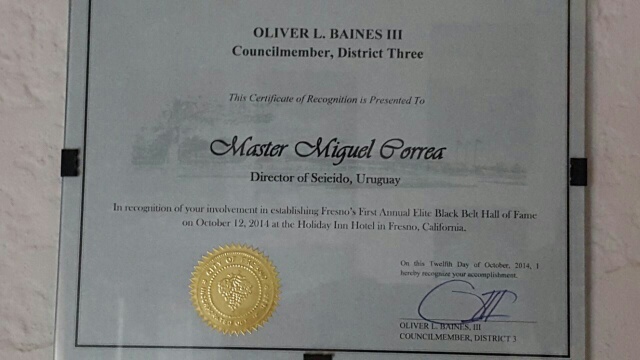 OLIVER L. BAINES III
Councilmember, District Three
This Certificate of Recognition is Presented To
Master Miguel Correa
Director of Seieido, Uruguay
In recognition of your involvement in establishing Fresno's First Annual Elite Black Belt Hall of Fame
on October 12, 2014 at the Holiday Inn Hotel in Fresno, California.
On this Twelfth Day of October, 2014, I
hereby recognize your accomplishment.
OLIVER L. BAINES, III
COUNCILMEMBER, DISTRICT 3